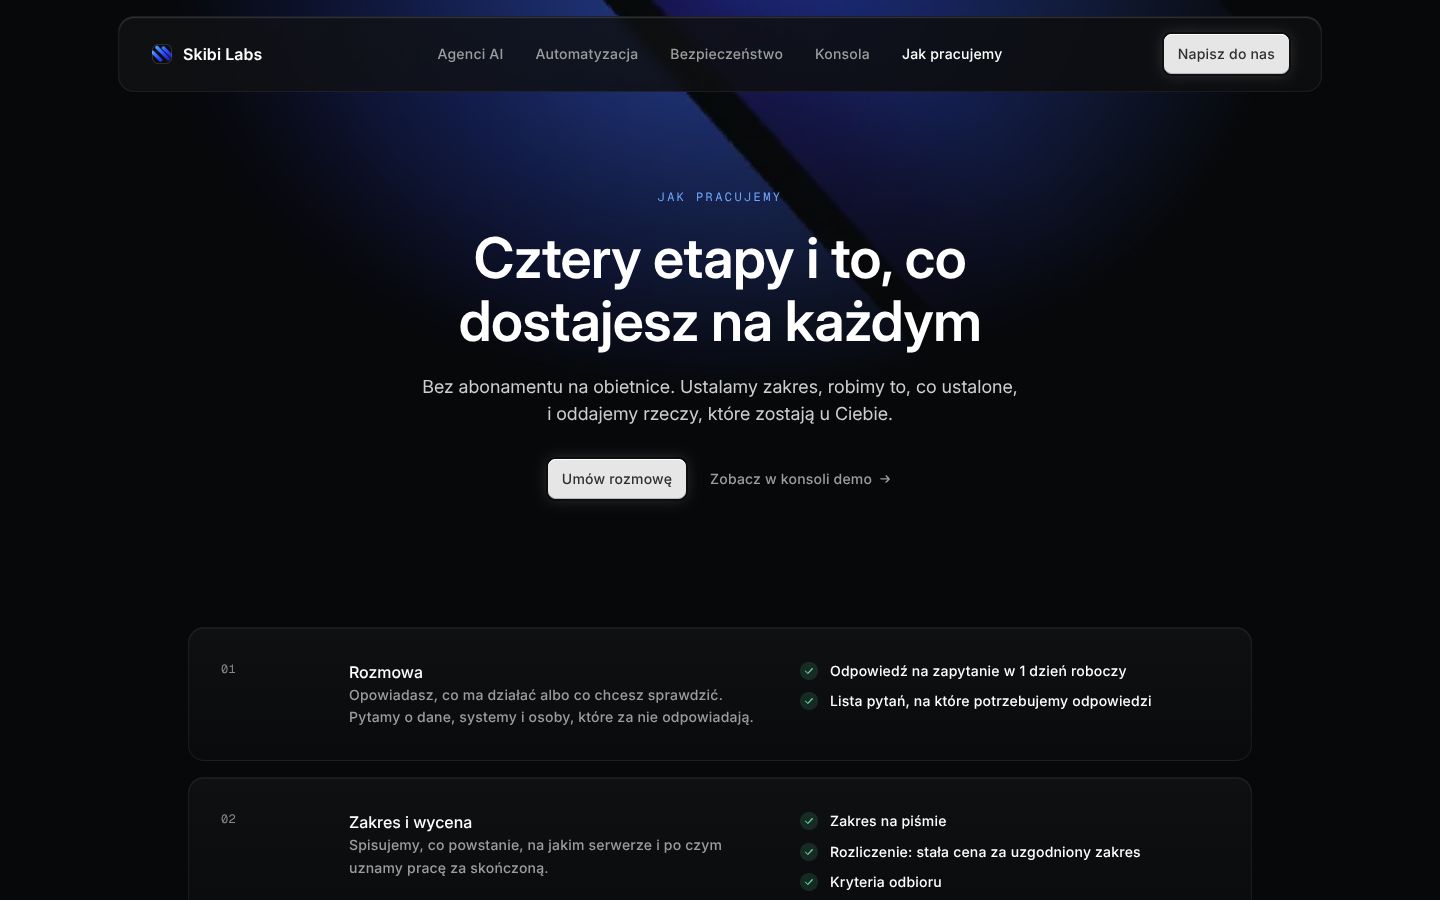 Skibi Labs
Agenci AI
Automatyzacja
Bezpieczeństwo
Konsola
Jak pracujemy
Napisz do nas
JAK PRACUJEMY
Cztery etapy i to, co
dostajesz na każdym
Bez abonamentu na obietnice. Ustalamy zakres, robimy to, co ustalone,
i oddajemy rzeczy, które zostają u Ciebie.
Umów rozmowę
Zobacz w konsoli demo →
01
Rozmowa
Opowiadasz, co ma działać albo co chcesz sprawdzić.
Pytamy o dane, systemy i osoby, które za nie odpowiadają.
Odpowiedź na zapytanie w 1 dzień roboczy
Lista pytań, na które potrzebujemy odpowiedzi
02
Zakres i wycena
Spisujemy, co powstanie, na jakim serwerze i po czym
uznamy pracę za skończoną.
Zakres na piśmie
Rozliczenie: stała cena za uzgodniony zakres
Kryteria odbioru